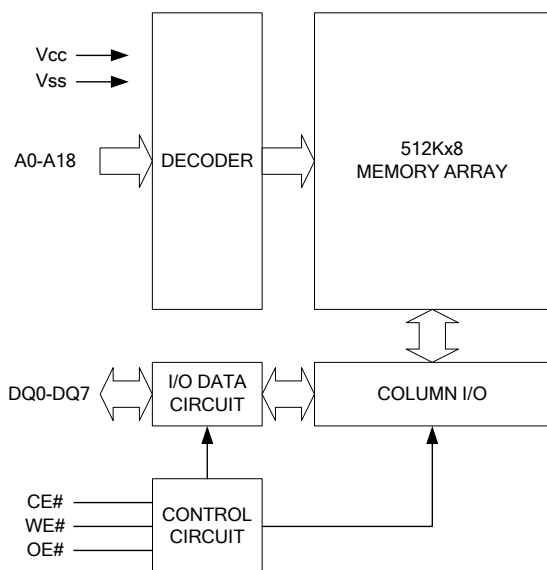 Vcc
Vss
A0-A18
DECODER
512Kx8
MEMORY ARRAY
DQ0-DQ7
I/O DATA
CIRCUIT
COLUMN I/O
CE#
WE#
OE#
CONTROL
CIRCUIT